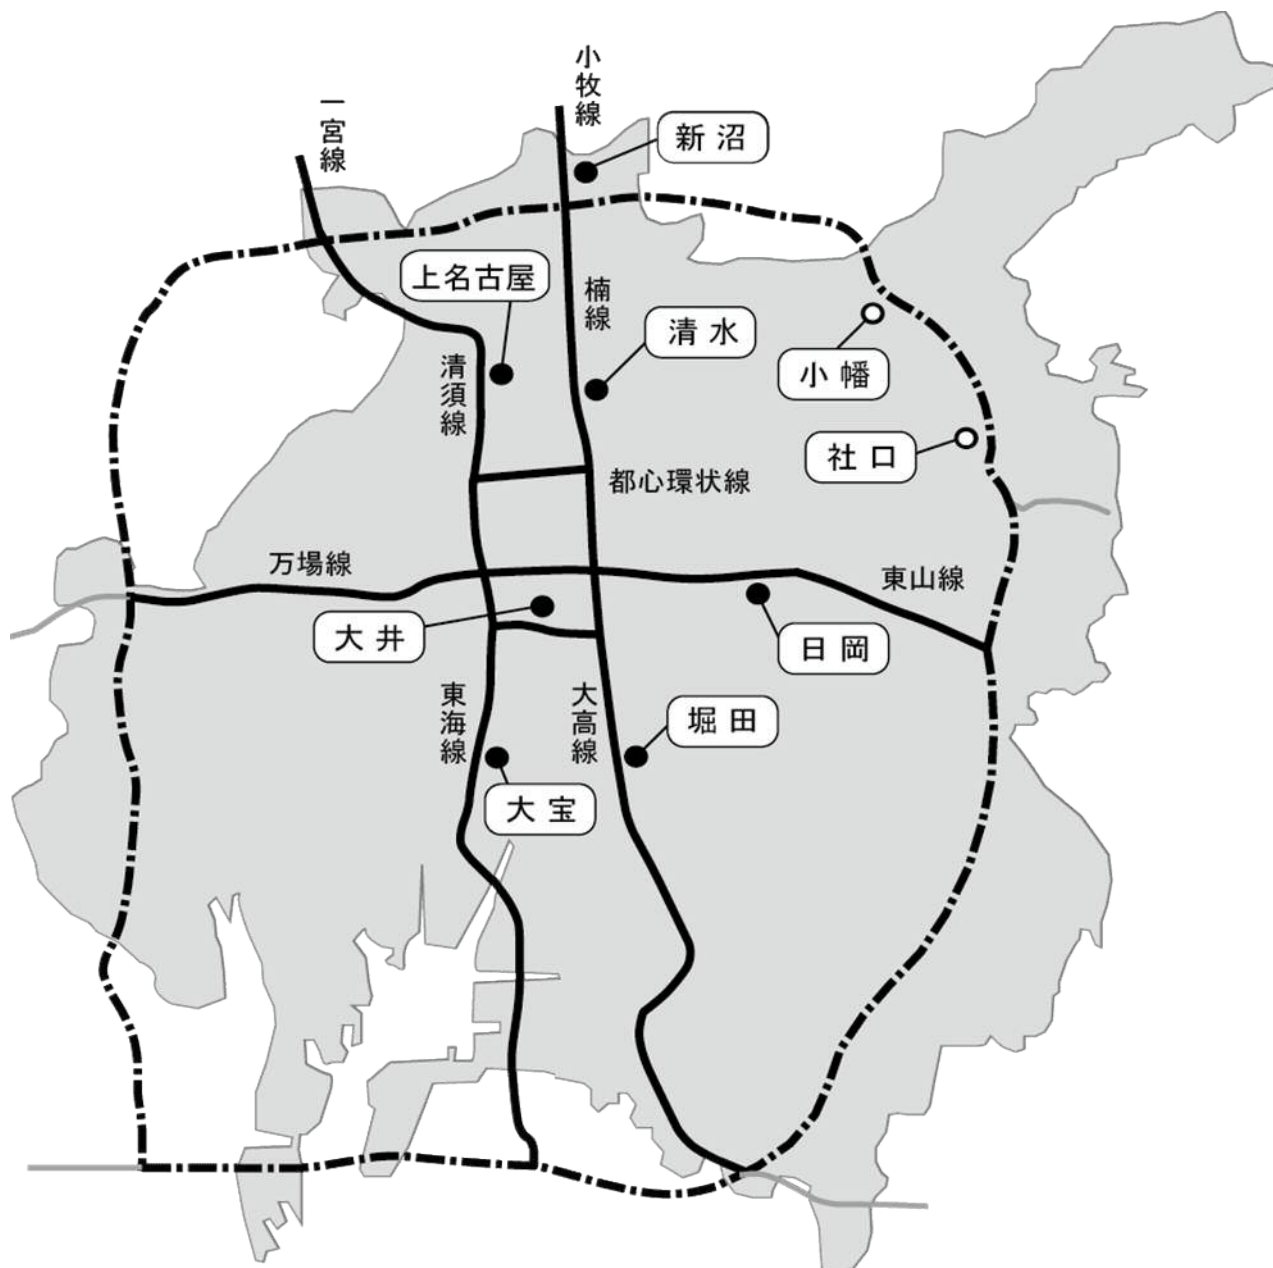 小牧線
一宮線
新沼
上名古屋
楠線
清水
小幡
清須線
社口
都心環状線
万場線
東山線
大井
日岡
東海線
大高線
堀田
大宝